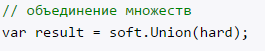 // объединение множеств
var result = soft.Union(hard);